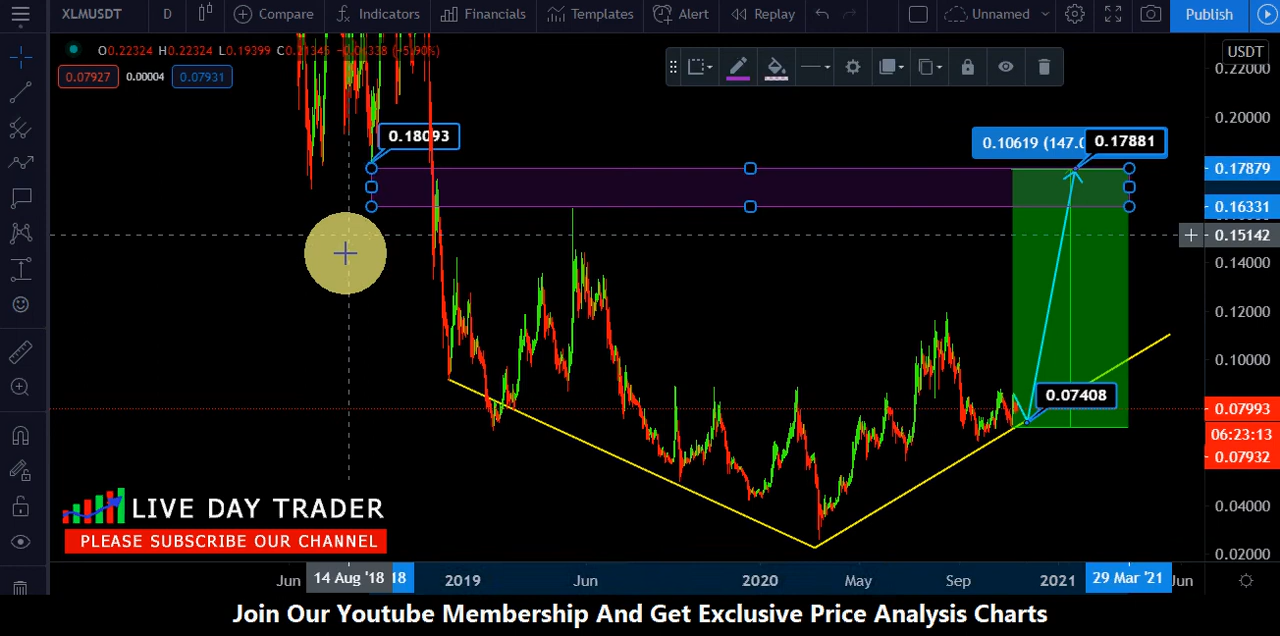 XLMUSDT D Compare Indicators Financials Templates Alert Replay Unnamed Publish
O0.22324 H0.22324 L0.19399 C0.21345 -0.01338 (-5.90%)
0.07927 0.00004 0.07931
USDT
0.22000
0.20000
0.18093
0.10619 (147.0
0.17881
0.17879
0.16331
0.15142
0.14000
0.12000
0.10000
0.07408
0.07993
06:23:13
0.07932
0.04000
0.02000
LIVE DAY TRADER
PLEASE SUBSCRIBE OUR CHANNEL
Jun 14 Aug '18 18 2019 Jun 2020 May Sep 2021 29 Mar '21 Jun
Join Our Youtube Membership And Get Exclusive Price Analysis Charts